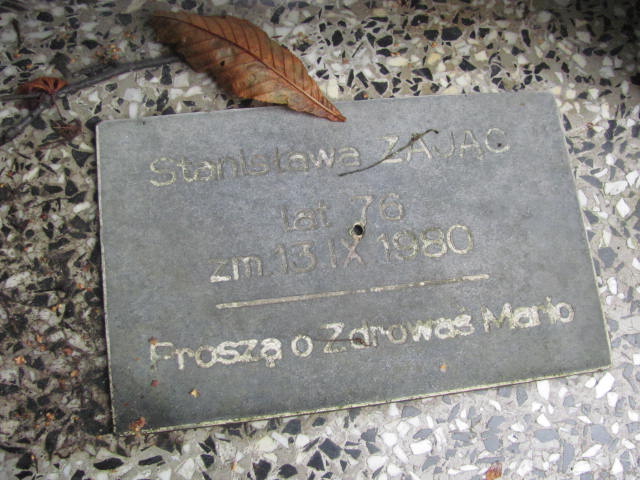 Stanisława ZAJĄC
lat 76
zm. 13.IX 1980
Proszą o Zdrowaś Mario